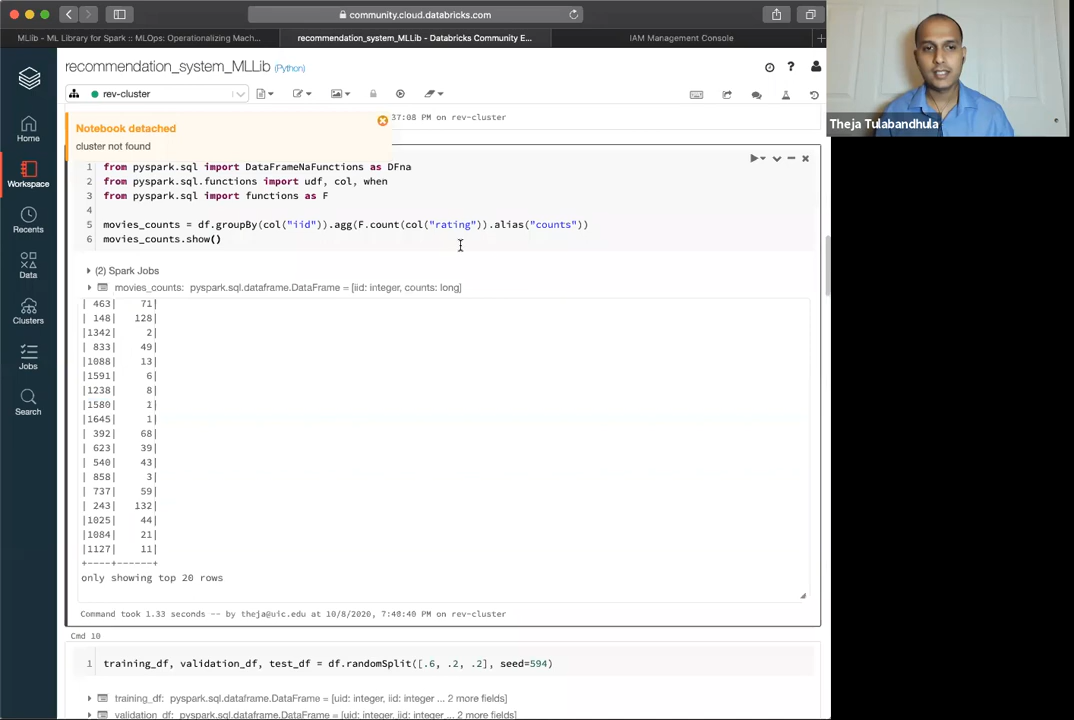 community.cloud.databricks.com
MLlib - ML Library for Spark :: MLOps: Operationalizing Mach...
recommendation_system_MLLib - Databricks Community E...
IAM Management Console
recommendation_system_MLLib (Python)
rev-cluster
Notebook detached
cluster not found
37:08 PM on rev-cluster
1 from pyspark.sql import DataFrameNaFunctions as DFna
2 from pyspark.sql.functions import udf, col, when
3 from pyspark.sql import functions as F
4
5 movies_counts = df.groupBy(col("iid")).agg(F.count(col("rating")).alias("counts"))
6 movies_counts.show()
(2) Spark Jobs
movies_counts: pyspark.sql.dataframe.DataFrame = [iid: integer, counts: long]
| 463| 71|
| 148| 128|
|1342| 2|
| 833| 49|
|1088| 13|
|1591| 6|
|1238| 8|
|1580| 1|
|1645| 1|
| 392| 68|
| 623| 39|
| 540| 43|
| 858| 3|
| 737| 59|
| 243| 132|
|1025| 44|
|1084| 21|
|1127| 11|
+----+------+
only showing top 20 rows
Command took 1.33 seconds -- by theja@uic.edu at 10/8/2020, 7:40:40 PM on rev-cluster
Cmd 10
1 training_df, validation_df, test_df = df.randomSplit([.6, .2, .2], seed=594)
training_df: pyspark.sql.dataframe.DataFrame = [uid: integer, iid: integer ... 2 more fields]
validation_df: pyspark.sql.dataframe.DataFrame = [uid: integer, iid: integer ... 2 more fields]
Home
Workspace
Recents
Data
Clusters
Jobs
Search
Theja Tulabandhula